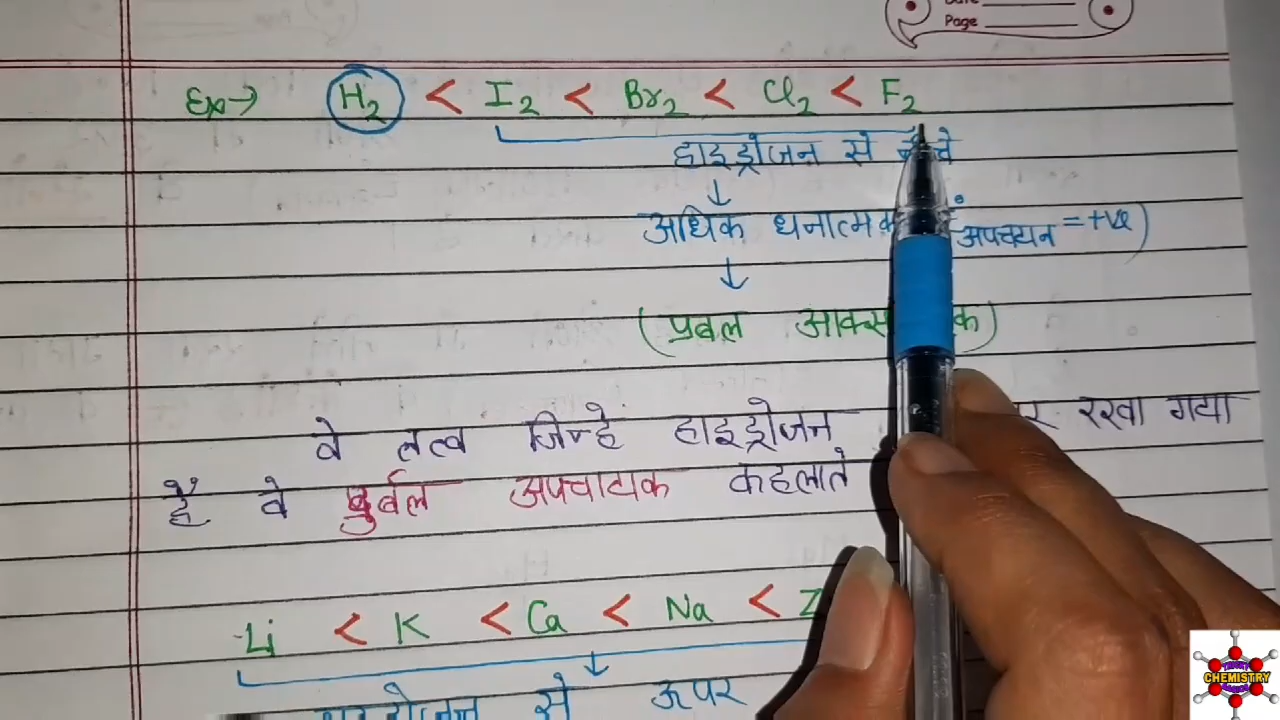 Page
Ex→ H₂ < I₂ < Br₂ < Cl₂ < F₂
हाइड्रोजन से
↓
अधिक धनात्मक अपचयन = +ve)
↓
(प्रबल
वे तत्व जिन्हे हाइड्रोजन रखा गया
हैं वे दुर्बल अपचायक कहलाते
Li < K < Ca < Na <
से ऊपर
CHEMISTRY